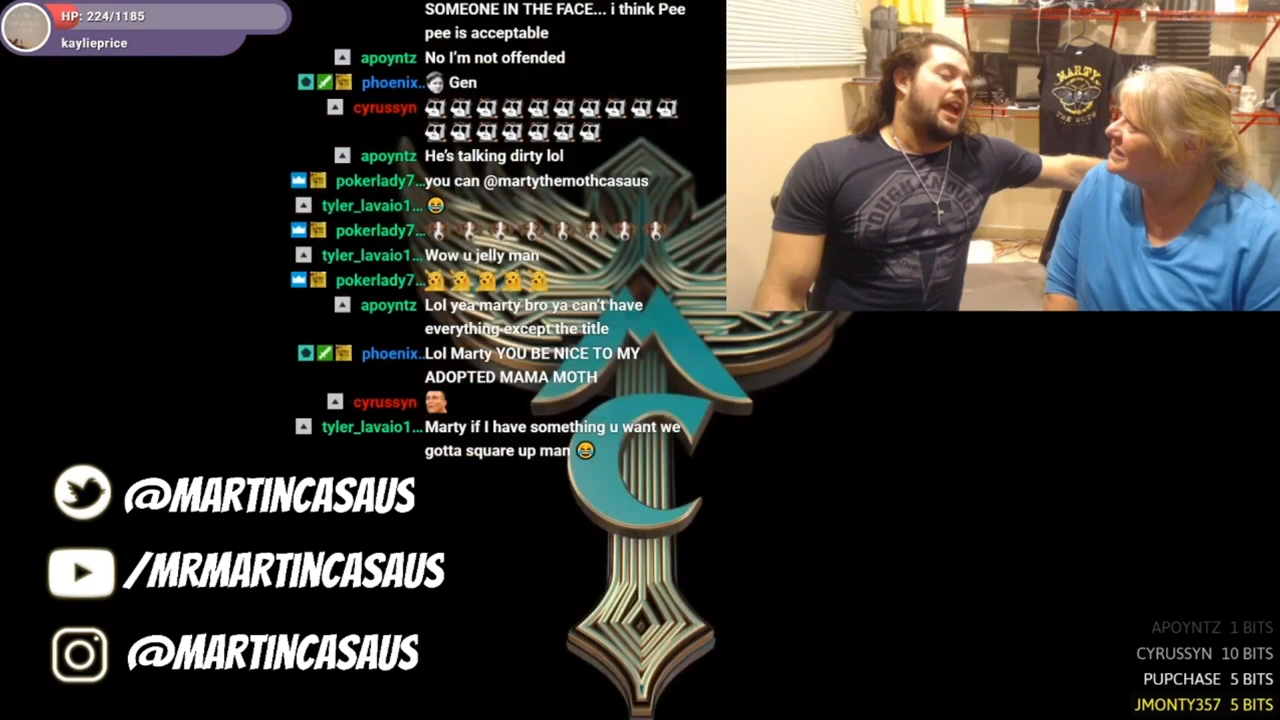 HP: 224/1185
kaylieprice
SOMEONE IN THE FACE... i think Pee
pee is acceptable
apoyntz No I'm not offended
phoenix... Gen
cyrussyn
apoyntz He's talking dirty lol
pokerlady7... you can @martythemothcasaus
tyler_lavaio1... 😂
pokerlady7...
tyler_lavaio1... Wow u jelly man
pokerlady7...
apoyntz Lol yea marty bro ya can't have
everything except the title
phoenix... Lol Marty YOU BE NICE TO MY
ADOPTED MAMA MOTH
cyrussyn
tyler_lavaio1... Marty if I have something u want we
gotta square up man 😂
@MARTINCASAUS
/MRMARTINCASAUS
@MARTINCASAUS
MARTY
THE MOTH
AC
APOYNTZ 1 BITS
CYRUSSYN 10 BITS
PUPCHASE 5 BITS
JMONTY357 5 BITS